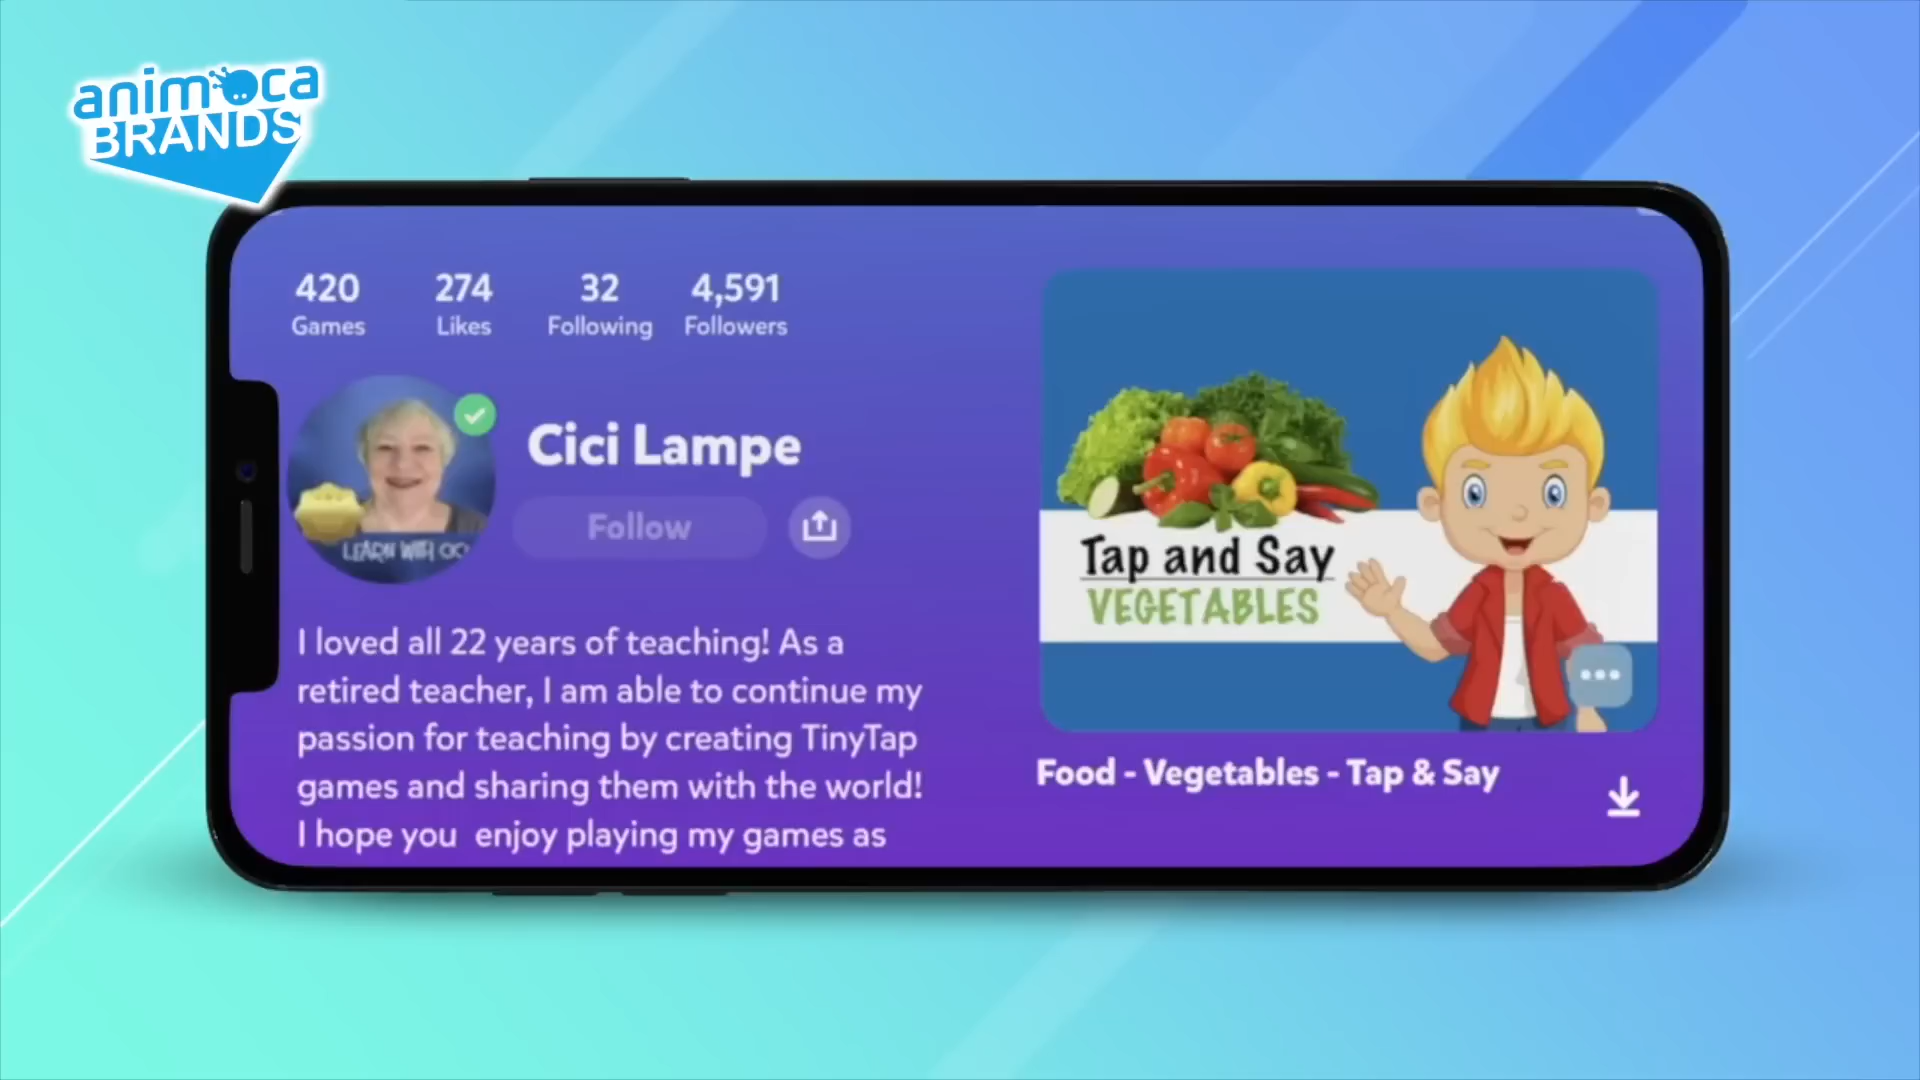 animoca
BRANDS
420
Games
274
Likes
32
Following
4,591
Followers
Cici Lampe
Follow
LEARN WITH
I loved all 22 years of teaching! As a
retired teacher, I am able to continue my
passion for teaching by creating TinyTap
games and sharing them with the world!
I hope you enjoy playing my games as
Tap and Say
VEGETABLES
Food - Vegetables - Tap & Say